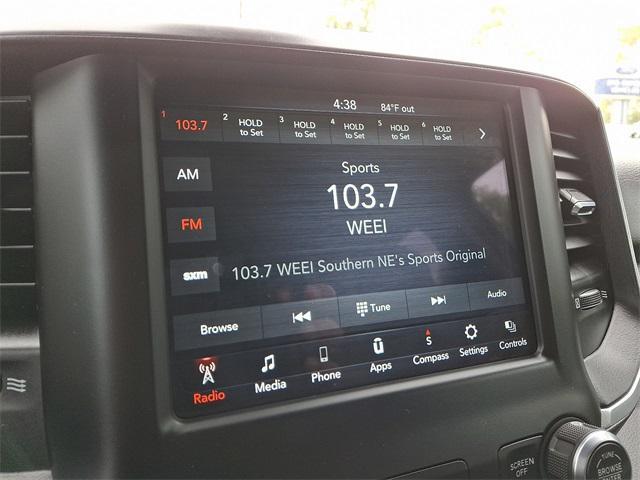 4:38 84°F out
1 103.7 2 HOLD to Set 3 HOLD to Set 4 HOLD to Set 5 HOLD to Set 6 HOLD to Set
AM
Sports
103.7
FM
WEEI
sxm
103.7 WEEI Southern NE's Sports Original
Browse Tune Audio
Radio Media Phone Apps S Compass Settings Controls
SCREEN OFF
TUNE
BROWSE
ENTER